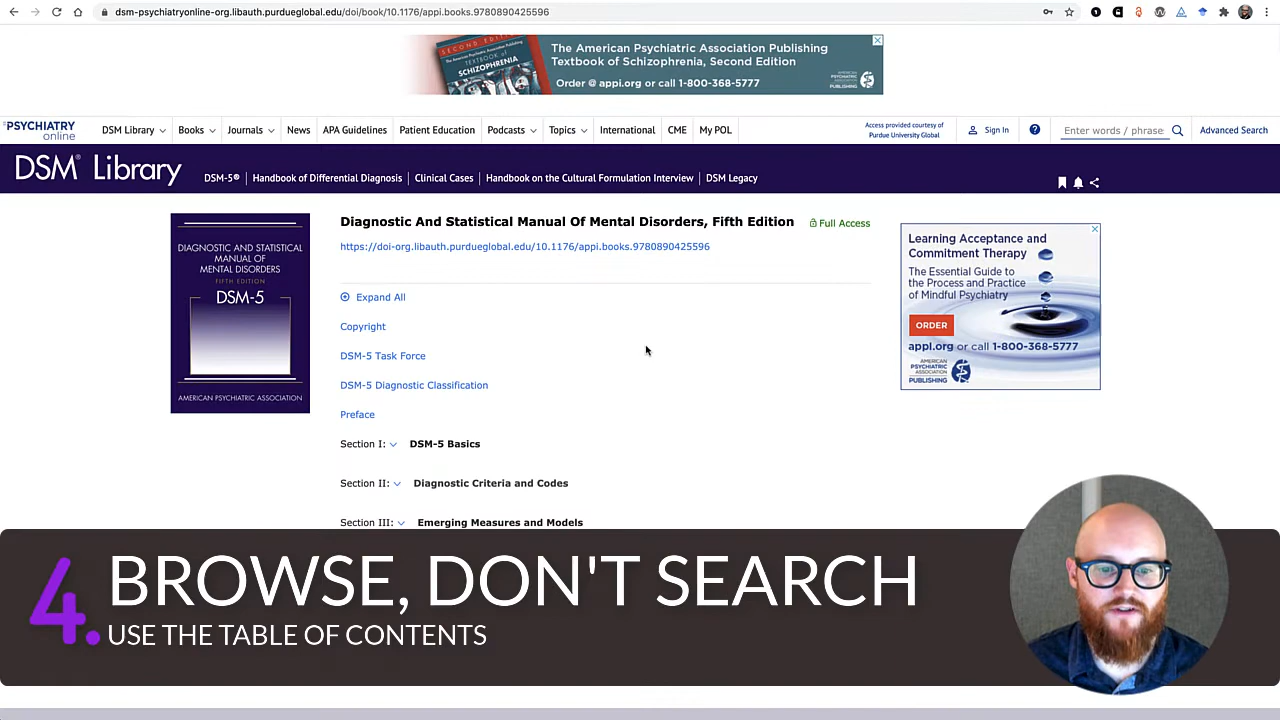 dsm-psychiatryonline-org.libauth.purdueglobal.edu/doi/book/10.1176/appi.books.9780890425596
SECOND EDITION
TEXTBOOK of
SCHIZOPHRENIA
The American Psychiatric Association Publishing
Textbook of Schizophrenia, Second Edition
Order @ appi.org or call 1-800-368-5777
AMERICAN
PSYCHIATRIC
ASSOCIATION
PUBLISHING
PSYCHIATRY
online
DSM Library
Books
Journals
News
APA Guidelines
Patient Education
Podcasts
Topics
International
CME
My POL
Access provided courtesy of
Purdue University Global
Sign In
?
Enter words / phrase
Advanced Search
DSM® Library
DSM-5®
Handbook of Differential Diagnosis
Clinical Cases
Handbook on the Cultural Formulation Interview
DSM Legacy
DIAGNOSTIC AND STATISTICAL
MANUAL OF
MENTAL DISORDERS
FIFTH EDITION
DSM-5
AMERICAN PSYCHIATRIC ASSOCIATION
Diagnostic And Statistical Manual Of Mental Disorders, Fifth Edition
Full Access
https://doi-org.libauth.purdueglobal.edu/10.1176/appi.books.9780890425596
Expand All
Copyright
DSM-5 Task Force
DSM-5 Diagnostic Classification
Preface
Section I: DSM-5 Basics
Section II: Diagnostic Criteria and Codes
Section III: Emerging Measures and Models
Learning Acceptance and
Commitment Therapy
The Essential Guide to
the Process and Practice
of Mindful Psychiatry
ORDER
appi.org or call 1-800-368-5777
AMERICAN
PSYCHIATRIC
ASSOCIATION
PUBLISHING
4. BROWSE, DON'T SEARCH
USE THE TABLE OF CONTENTS